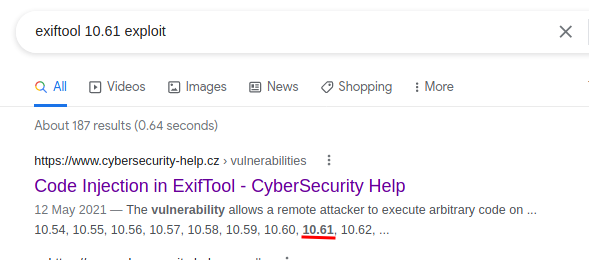 exiftool 10.61 exploit
All Videos Images News Shopping More
About 187 results (0.64 seconds)
https://www.cybersecurity-help.cz › vulnerabilities
Code Injection in ExifTool - CyberSecurity Help
12 May 2021 — The vulnerability allows a remote attacker to execute arbitrary code on ...
10.54, 10.55, 10.56, 10.57, 10.58, 10.59, 10.60, 10.61, 10.62, ...